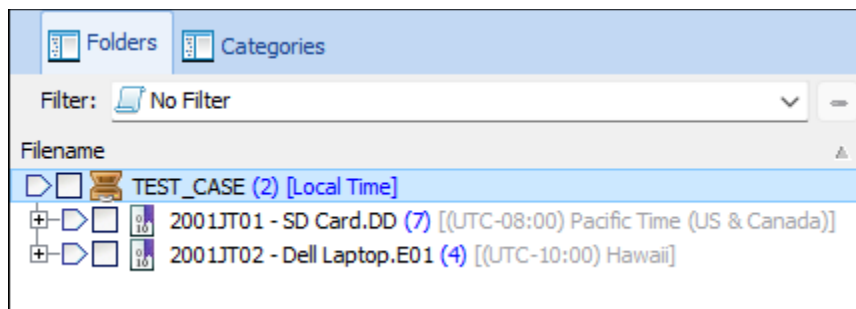 Folders Categories
Filter: No Filter
Filename
TEST_CASE (2) [Local Time]
2001JT01 - SD Card.DD (7) [(UTC-08:00) Pacific Time (US & Canada)]
2001JT02 - Dell Laptop.E01 (4) [(UTC-10:00) Hawaii]